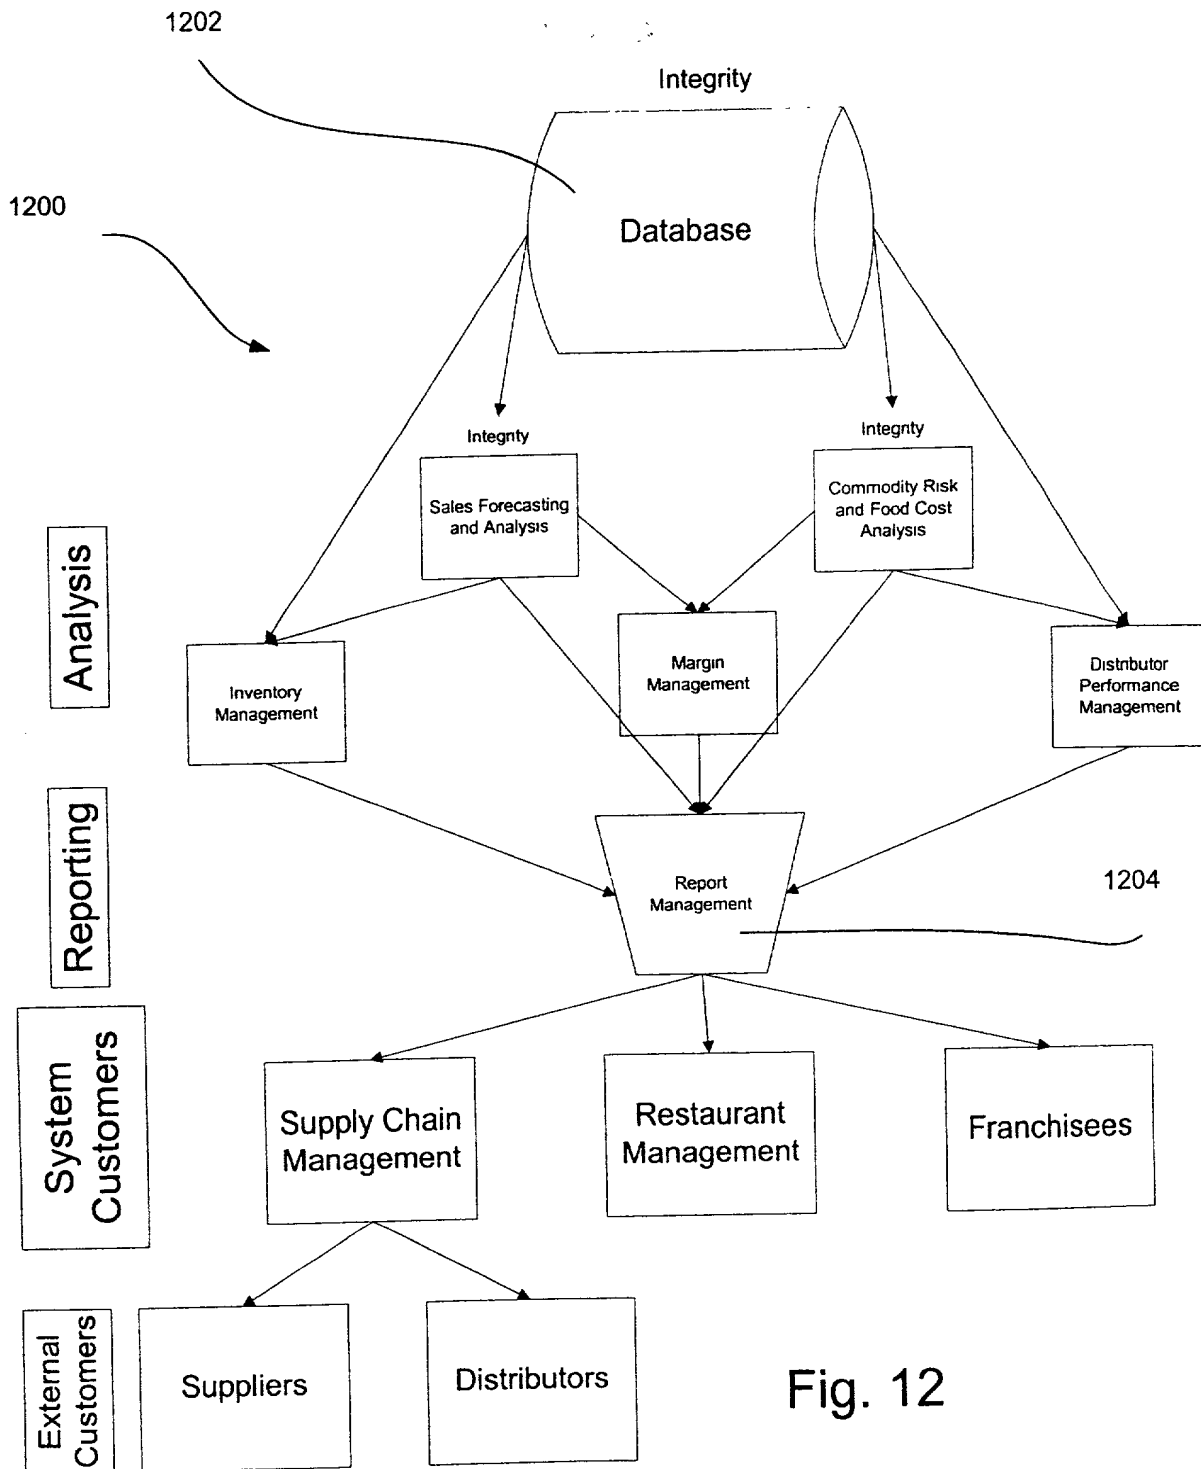 1202
Integrity
1200
Database
Integrity
Integrity
Sales Forecasting
and Analysis
Commodity Risk
and Food Cost
Analysis
Analysis
Inventory
Management
Margin
Management
Distributor
Performance
Management
Reporting
Report
Management
1204
System
Customers
Supply Chain
Management
Restaurant
Management
Franchisees
External
Customers
Suppliers
Distributors
Fig. 12